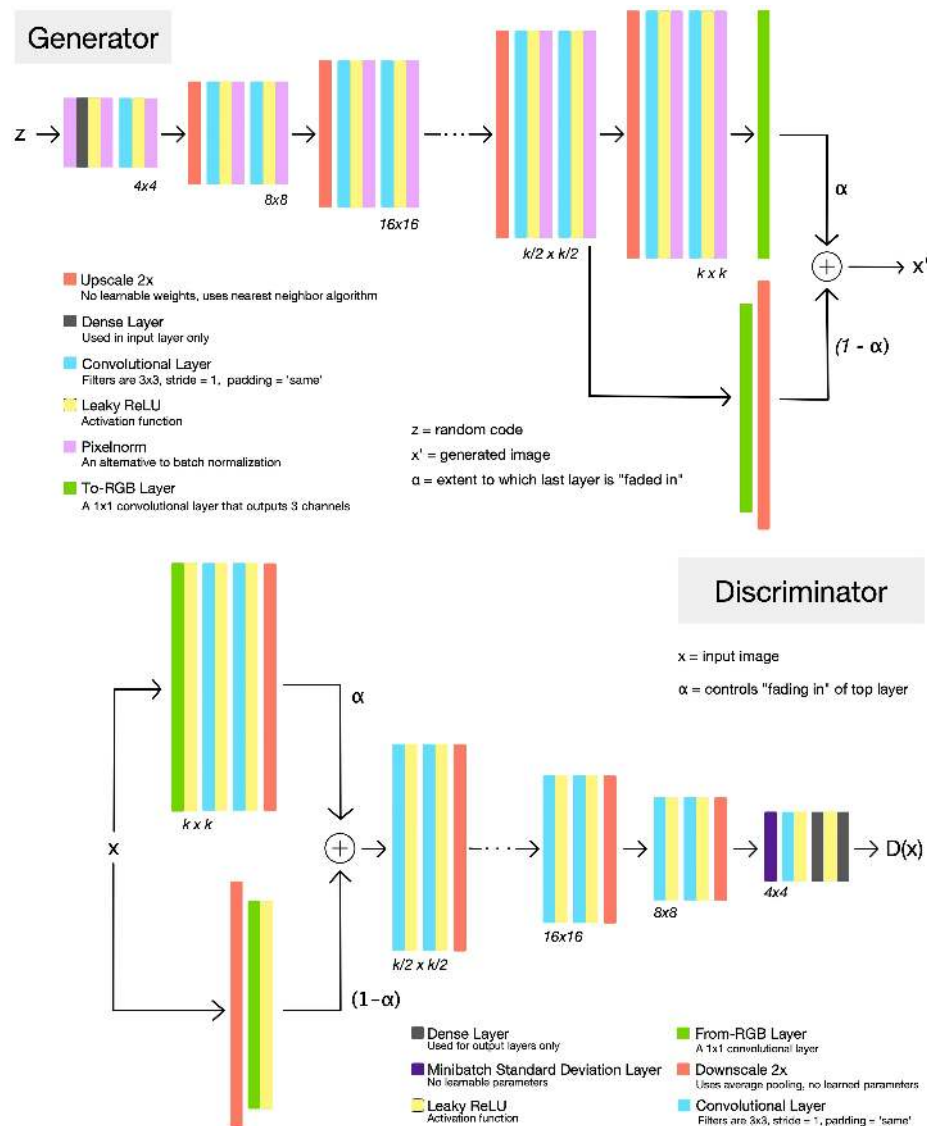 Generator
z
4x4
8x8
16x16
k/2 x k/2
k x k
α
x'
(1 - α)
Upscale 2x
No learnable weights, uses nearest neighbor algorithm
Dense Layer
Used in input layer only
Convolutional Layer
Filters are 3x3, stride = 1, padding = 'same'
Leaky ReLU
Activation function
Pixelnorm
An alternative to batch normalization
To-RGB Layer
A 1x1 convolutional layer that outputs 3 channels
z = random code
x' = generated image
α = extent to which last layer is "faded in"
Discriminator
x = input image
α = controls "fading in" of top layer
x
k x k
α
(1-α)
k/2 x k/2
16x16
8x8
4x4
D(x)
Dense Layer
Used for output layers only
Minibatch Standard Deviation Layer
No learnable parameters
Leaky ReLU
Activation function
From-RGB Layer
A 1x1 convolutional layer
Downscale 2x
Uses average pooling, no learned parameters
Convolutional Layer
Filters are 3x3, stride = 1, padding = 'same'